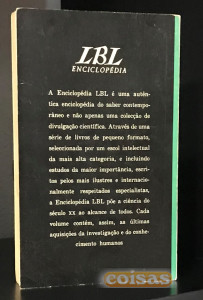 LBL
ENCICLOPÉDIA
A Enciclopédia LBL é uma autên-
tica enciclopédia do saber contempo-
râneo e não apenas uma colecção de
divulgação científica. Através de uma
série de livros de pequeno formato,
seleccionada por um escol intelectual
da mais alta categoria, e incluindo
estudos da maior importância, escri-
tos pelos mais ilustres e internacio-
nalmente respeitados especialistas,
a Enciclopédia LBL põe a ciência do
século XX ao alcance de todos. Cada
volume contém, assim, as últimas
aquisições da investigação e do conhe-
cimento humanos
coisas